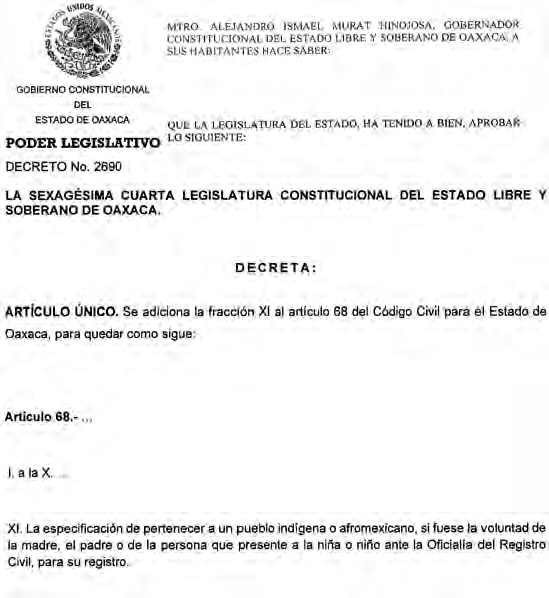 ESTADOS UNIDOS MEXICANOS
MTRO. ALEJANDRO ISMAEL MURAT HINOJOSA, GOBERNADOR
CONSTITUCIONAL DEL ESTADO LIBRE Y SOBERANO DE OAXACA, A
SUS HABITANTES HACE SABER:
GOBIERNO CONSTITUCIONAL
DEL
ESTADO DE OAXACA
PODER LEGISLATIVO
QUE LA LEGISLATURA DEL ESTADO, HA TENIDO A BIEN, APROBAR
LO SIGUIENTE:
DECRETO No. 2690
LA SEXAGÉSIMA CUARTA LEGISLATURA CONSTITUCIONAL DEL ESTADO LIBRE Y
SOBERANO DE OAXACA.
DECRETA:
ARTÍCULO ÚNICO. Se adiciona la fracción XI al artículo 68 del Código Civil para el Estado de
Oaxaca, para quedar como sigue:
Artículo 68.- ...
I. a la X. ...
XI. La especificación de pertenecer a un pueblo indígena o afromexicano, si fuese la voluntad de
la madre, el padre o de la persona que presente a la niña o niño ante la Oficialía del Registro
Civil, para su registro.